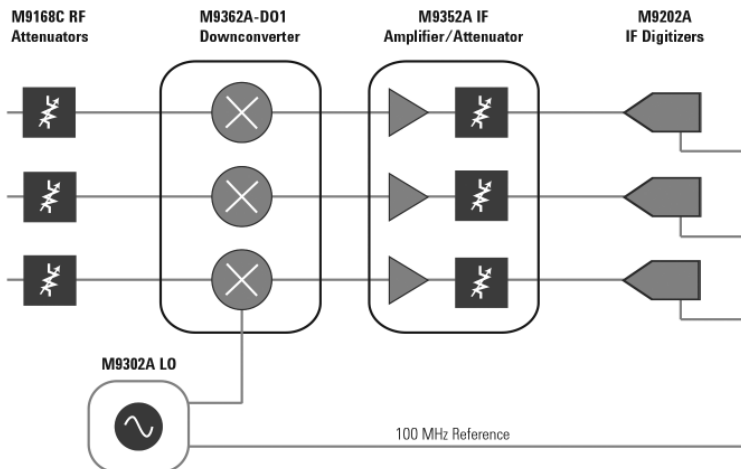 M9168C RF
Attenuators
M9362A-D01
Downconverter
M9352A IF
Amplifier/Attenuator
M9202A
IF Digitizers
M9302A LO
100 MHz Reference